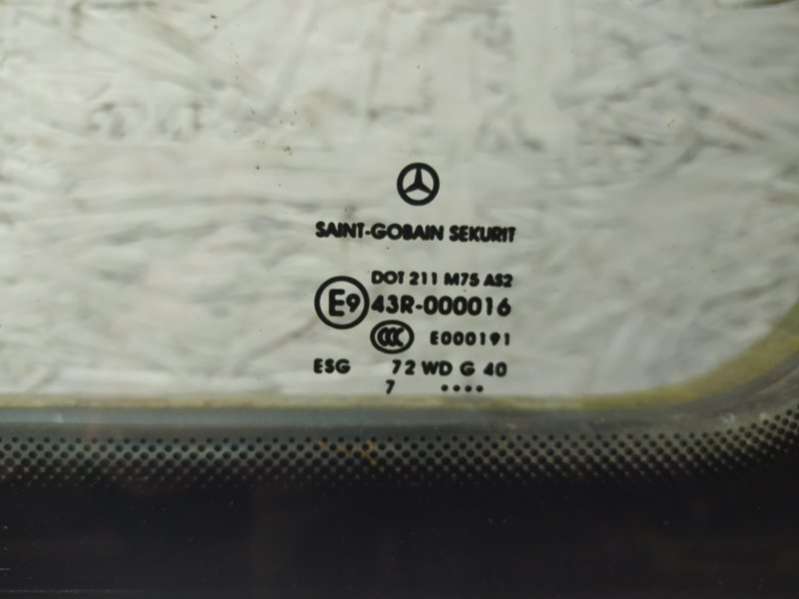 SAINT-GOBAIN SEKURIT
DOT 211 M75 AS2
E9 43R-000016
CCC E000191
ESG 72 WD G 40
7 ····